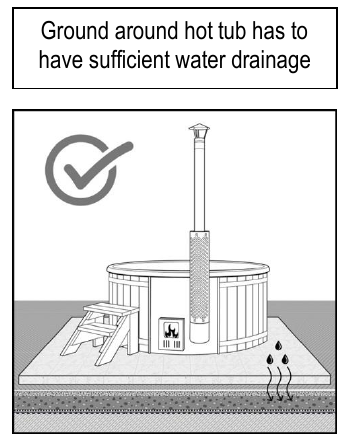 Ground around hot tub has to
have sufficient water drainage